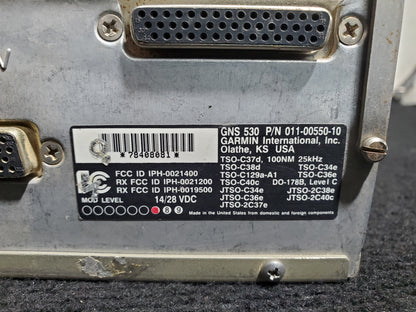 GNS 530 P/N 011-00550-10
GARMIN International, Inc.
Olathe, KS USA
*78408081*
TSO-C37d, 100NM 25kHz
TSO-C38d TSO-C34e
TSO-C129a-A1 TSO-C36e
TSO-C40c DO-178B, Level C
JTSO-C34e JTSO-2C38e
JTSO-C36e JTSO-2C40c
JTSO-2C37e
FCC ID IPH-0021400
RX FCC ID IPH-0021200
RX FCC ID IPH-0019500
MOD LEVEL 14/28 VDC
8 9
Made in the United States from domestic and foreign components
V